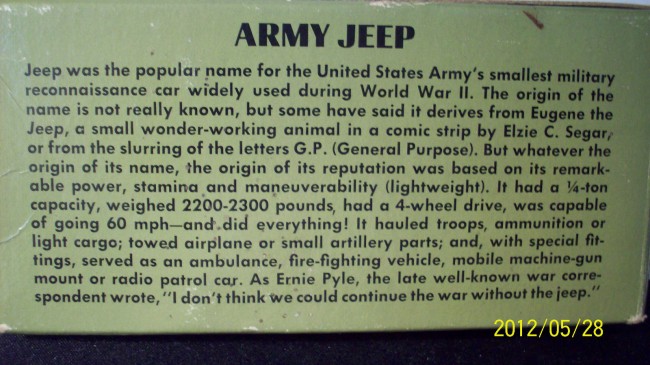 ARMY JEEP
Jeep was the popular name for the United States Army's smallest military
reconnaissance car widely used during World War II. The origin of the
name is not really known, but some have said it derives from Eugene the
Jeep, a small wonder-working animal in a comic strip by Elzie C. Segar,
or from the slurring of the letters G.P. (General Purpose). But whatever the
origin of its name, the origin of its reputation was based on its remark-
able power, stamina and maneuverability (lightweight). It had a ¼-ton
capacity, weighed 2200-2300 pounds, had a 4-wheel drive, was capable
of going 60 mph—and did everything! It hauled troops, ammunition or
light cargo; towed airplane or small artillery parts; and, with special fit-
tings, served as an ambulance, fire-fighting vehicle, mobile machine-gun
mount or radio patrol car. As Ernie Pyle, the late well-known war corre-
spondent wrote, "I don't think we could continue the war without the jeep."
2012/05/28